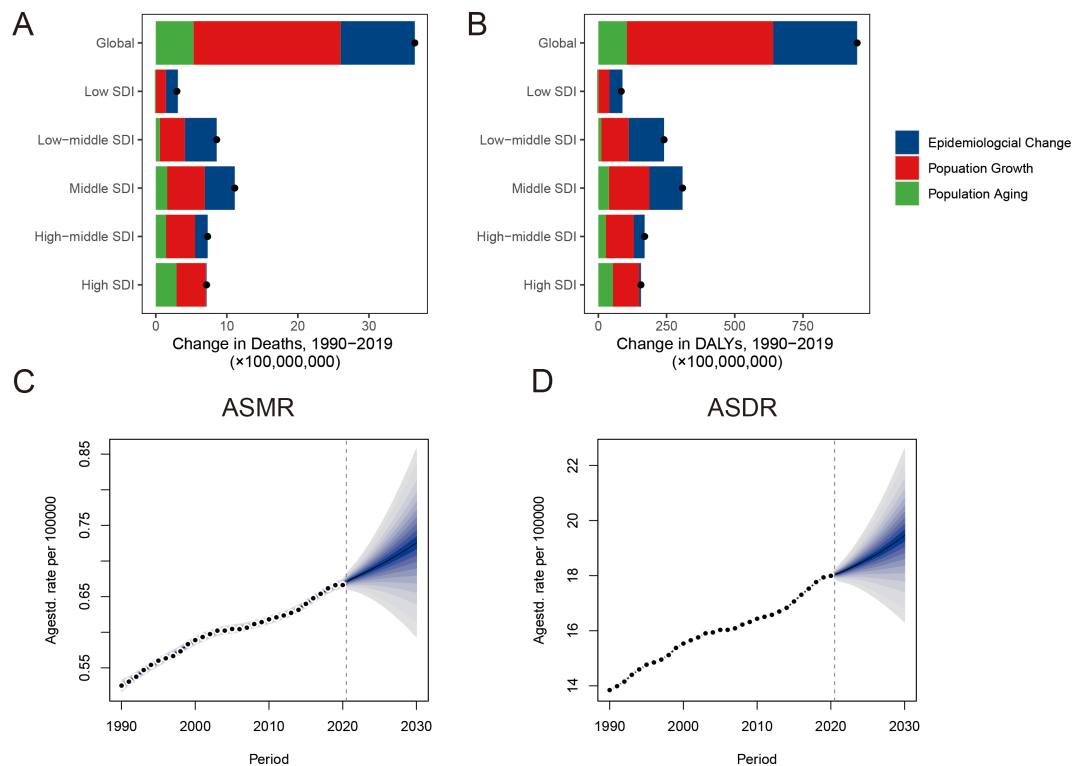 A
Global
Low SDI
Low−middle SDI
Middle SDI
High−middle SDI
High SDI
0 10 20 30
Change in Deaths, 1990−2019
(×100,000,000)
B
Global
Low SDI
Low−middle SDI
Middle SDI
High−middle SDI
High SDI
0 250 500 750
Change in DALYs, 1990−2019
(×100,000,000)
Epidemiologcial Change
Popuation Growth
Population Aging
C
ASMR
Agestd. rate per 100000
0.85
0.75
0.65
0.55
1990 2000 2010 2020 2030
Period
D
ASDR
Agestd. rate per 100000
22
20
18
16
14
1990 2000 2010 2020 2030
Period